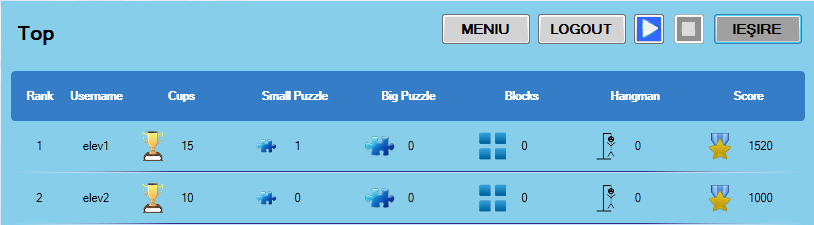 Top
MENIU LOGOUT IEŞIRE
Rank Username Cups Small Puzzle Big Puzzle Blocks Hangman Score
1 elev1 15 1 0 0 0 1520
2 elev2 10 0 0 0 0 1000